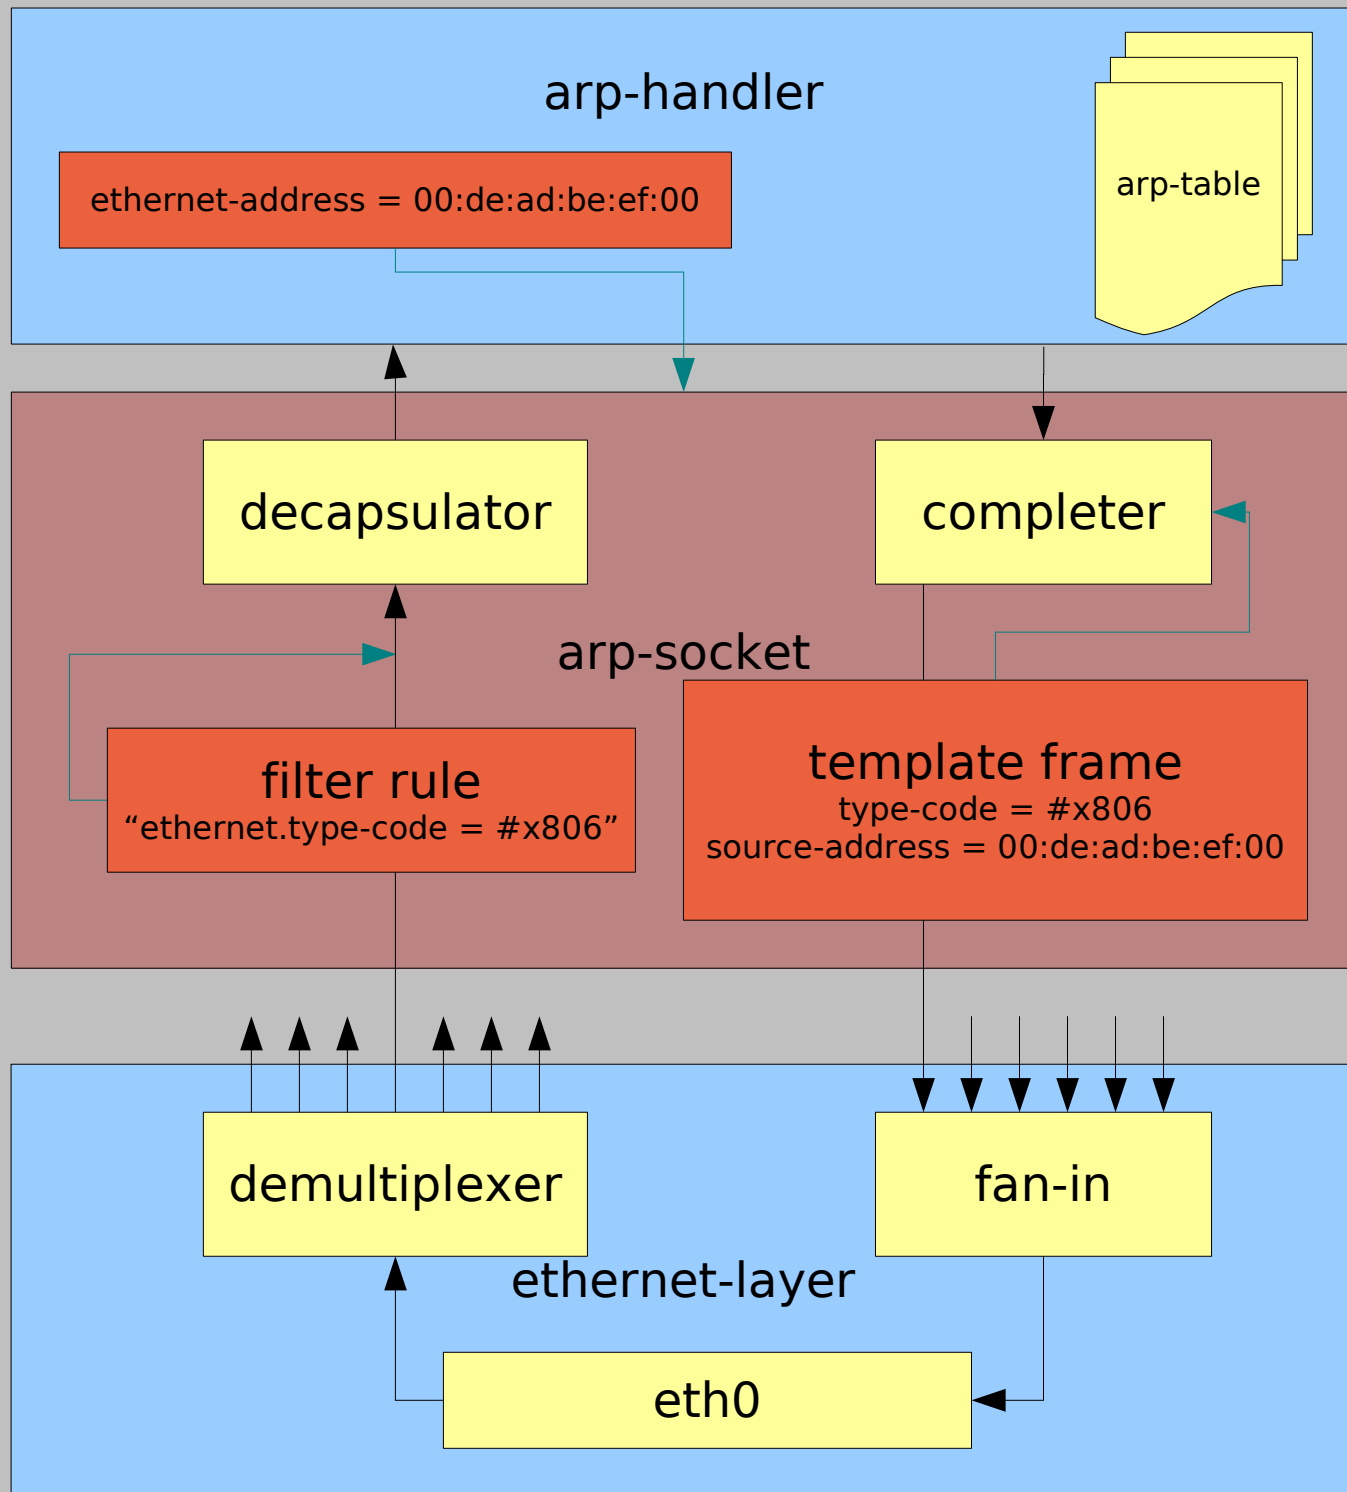 arp-handler
arp-table
ethernet-address = 00:de:ad:be:ef:00
decapsulator
completer
arp-socket
filter rule
“ethernet.type-code = #x806”
template frame
type-code = #x806
source-address = 00:de:ad:be:ef:00
demultiplexer
fan-in
ethernet-layer
eth0